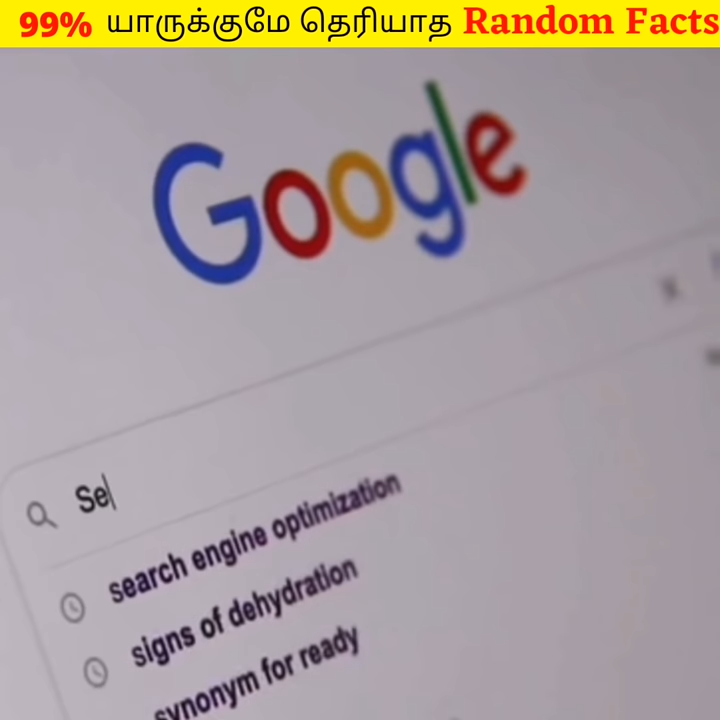 99% யாருக்குமே தெரியாத Random Facts
Google
Se
search engine optimization
signs of dehydration
synonym for ready